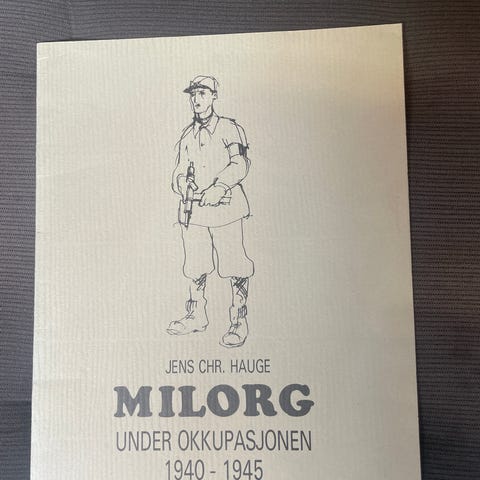 JENS CHR. HAUGE
MILORG
UNDER OKKUPASJONEN
1940 - 1945